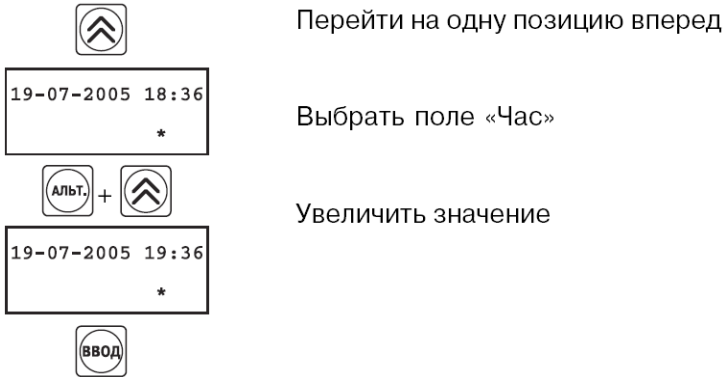 Перейти на одну позицию вперед
19-07-2005 18:36
*
Выбрать поле «Час»
АЛЬТ. +
Увеличить значение
19-07-2005 19:36
*
ВВОД